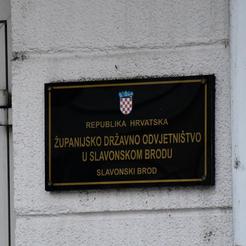 REPUBLIKA HRVATSKA
ŽUPANIJSKO DRŽAVNO ODVJETNIŠTVO
U SLAVONSKOM BRODU
SLAVONSKI BROD